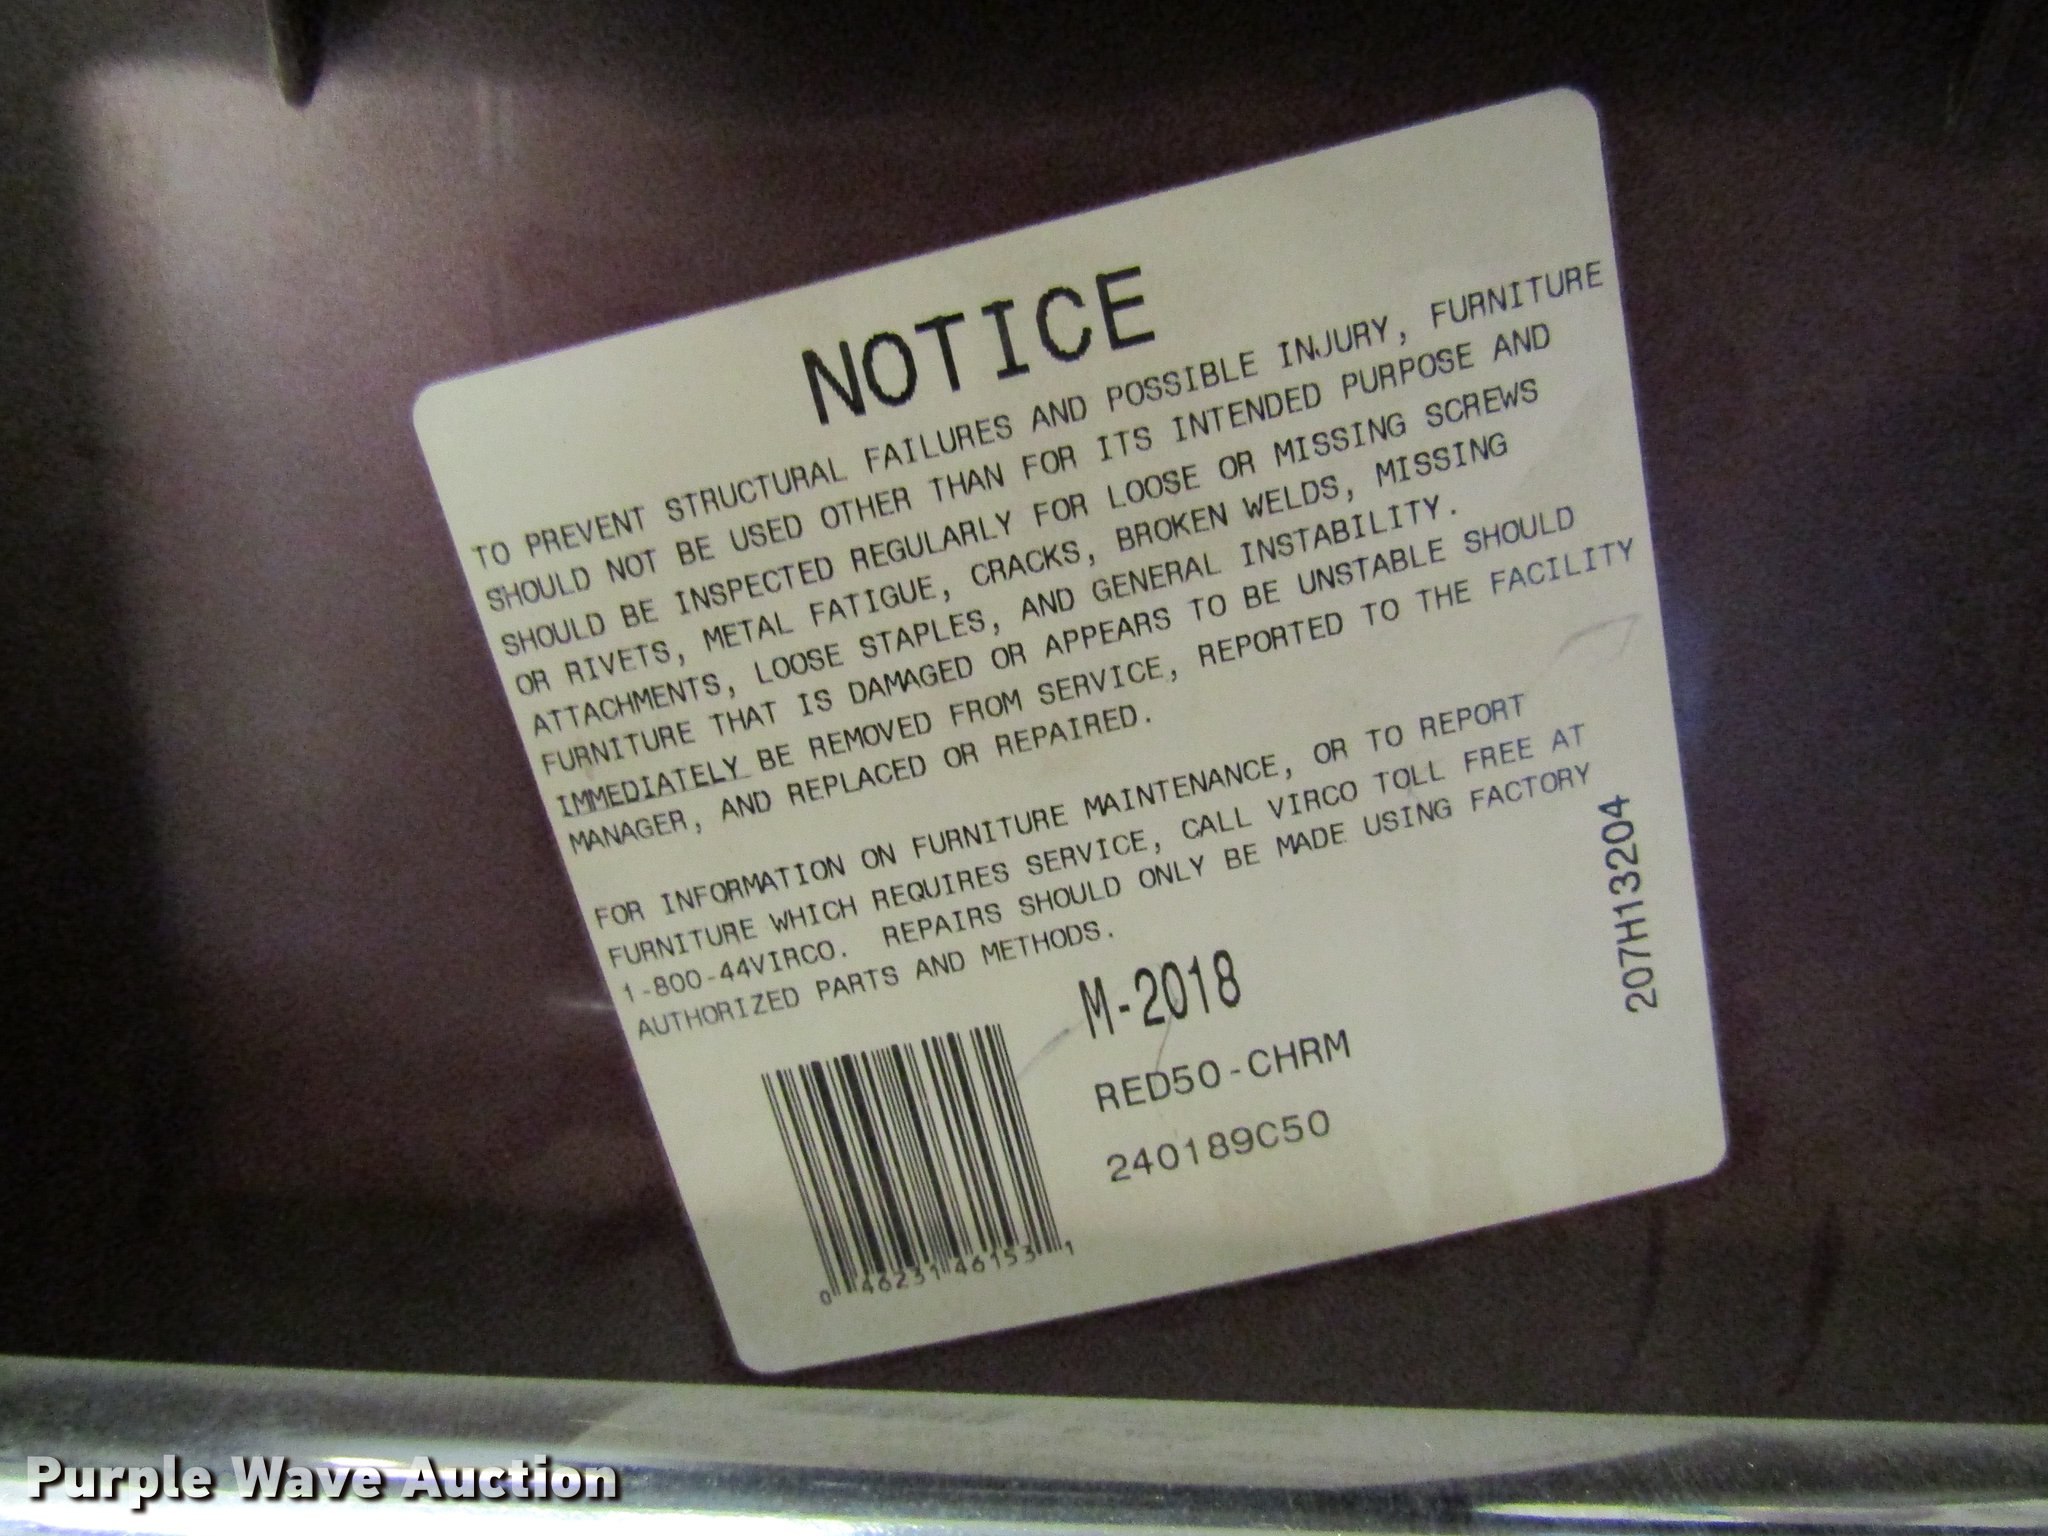 NOTICE
TO PREVENT STRUCTURAL FAILURES AND POSSIBLE INJURY, FURNITURE
SHOULD NOT BE USED OTHER THAN FOR ITS INTENDED PURPOSE AND
SHOULD BE INSPECTED REGULARLY FOR LOOSE OR MISSING SCREWS
OR RIVETS, METAL FATIGUE, CRACKS, BROKEN WELDS, MISSING
ATTACHMENTS, LOOSE STAPLES, AND GENERAL INSTABILITY.
FURNITURE THAT IS DAMAGED OR APPEARS TO BE UNSTABLE SHOULD
IMMEDIATELY BE REMOVED FROM SERVICE, REPORTED TO THE FACILITY
MANAGER, AND REPLACED OR REPAIRED.
FOR INFORMATION ON FURNITURE MAINTENANCE, OR TO REPORT
FURNITURE WHICH REQUIRES SERVICE, CALL VIRCO TOLL FREE AT
1-800-44VIRCO. REPAIRS SHOULD ONLY BE MADE USING FACTORY
AUTHORIZED PARTS AND METHODS.
M-2018
RED50-CHRM
240189C50
0 46231 46153 1
207H13204
Purple Wave Auction